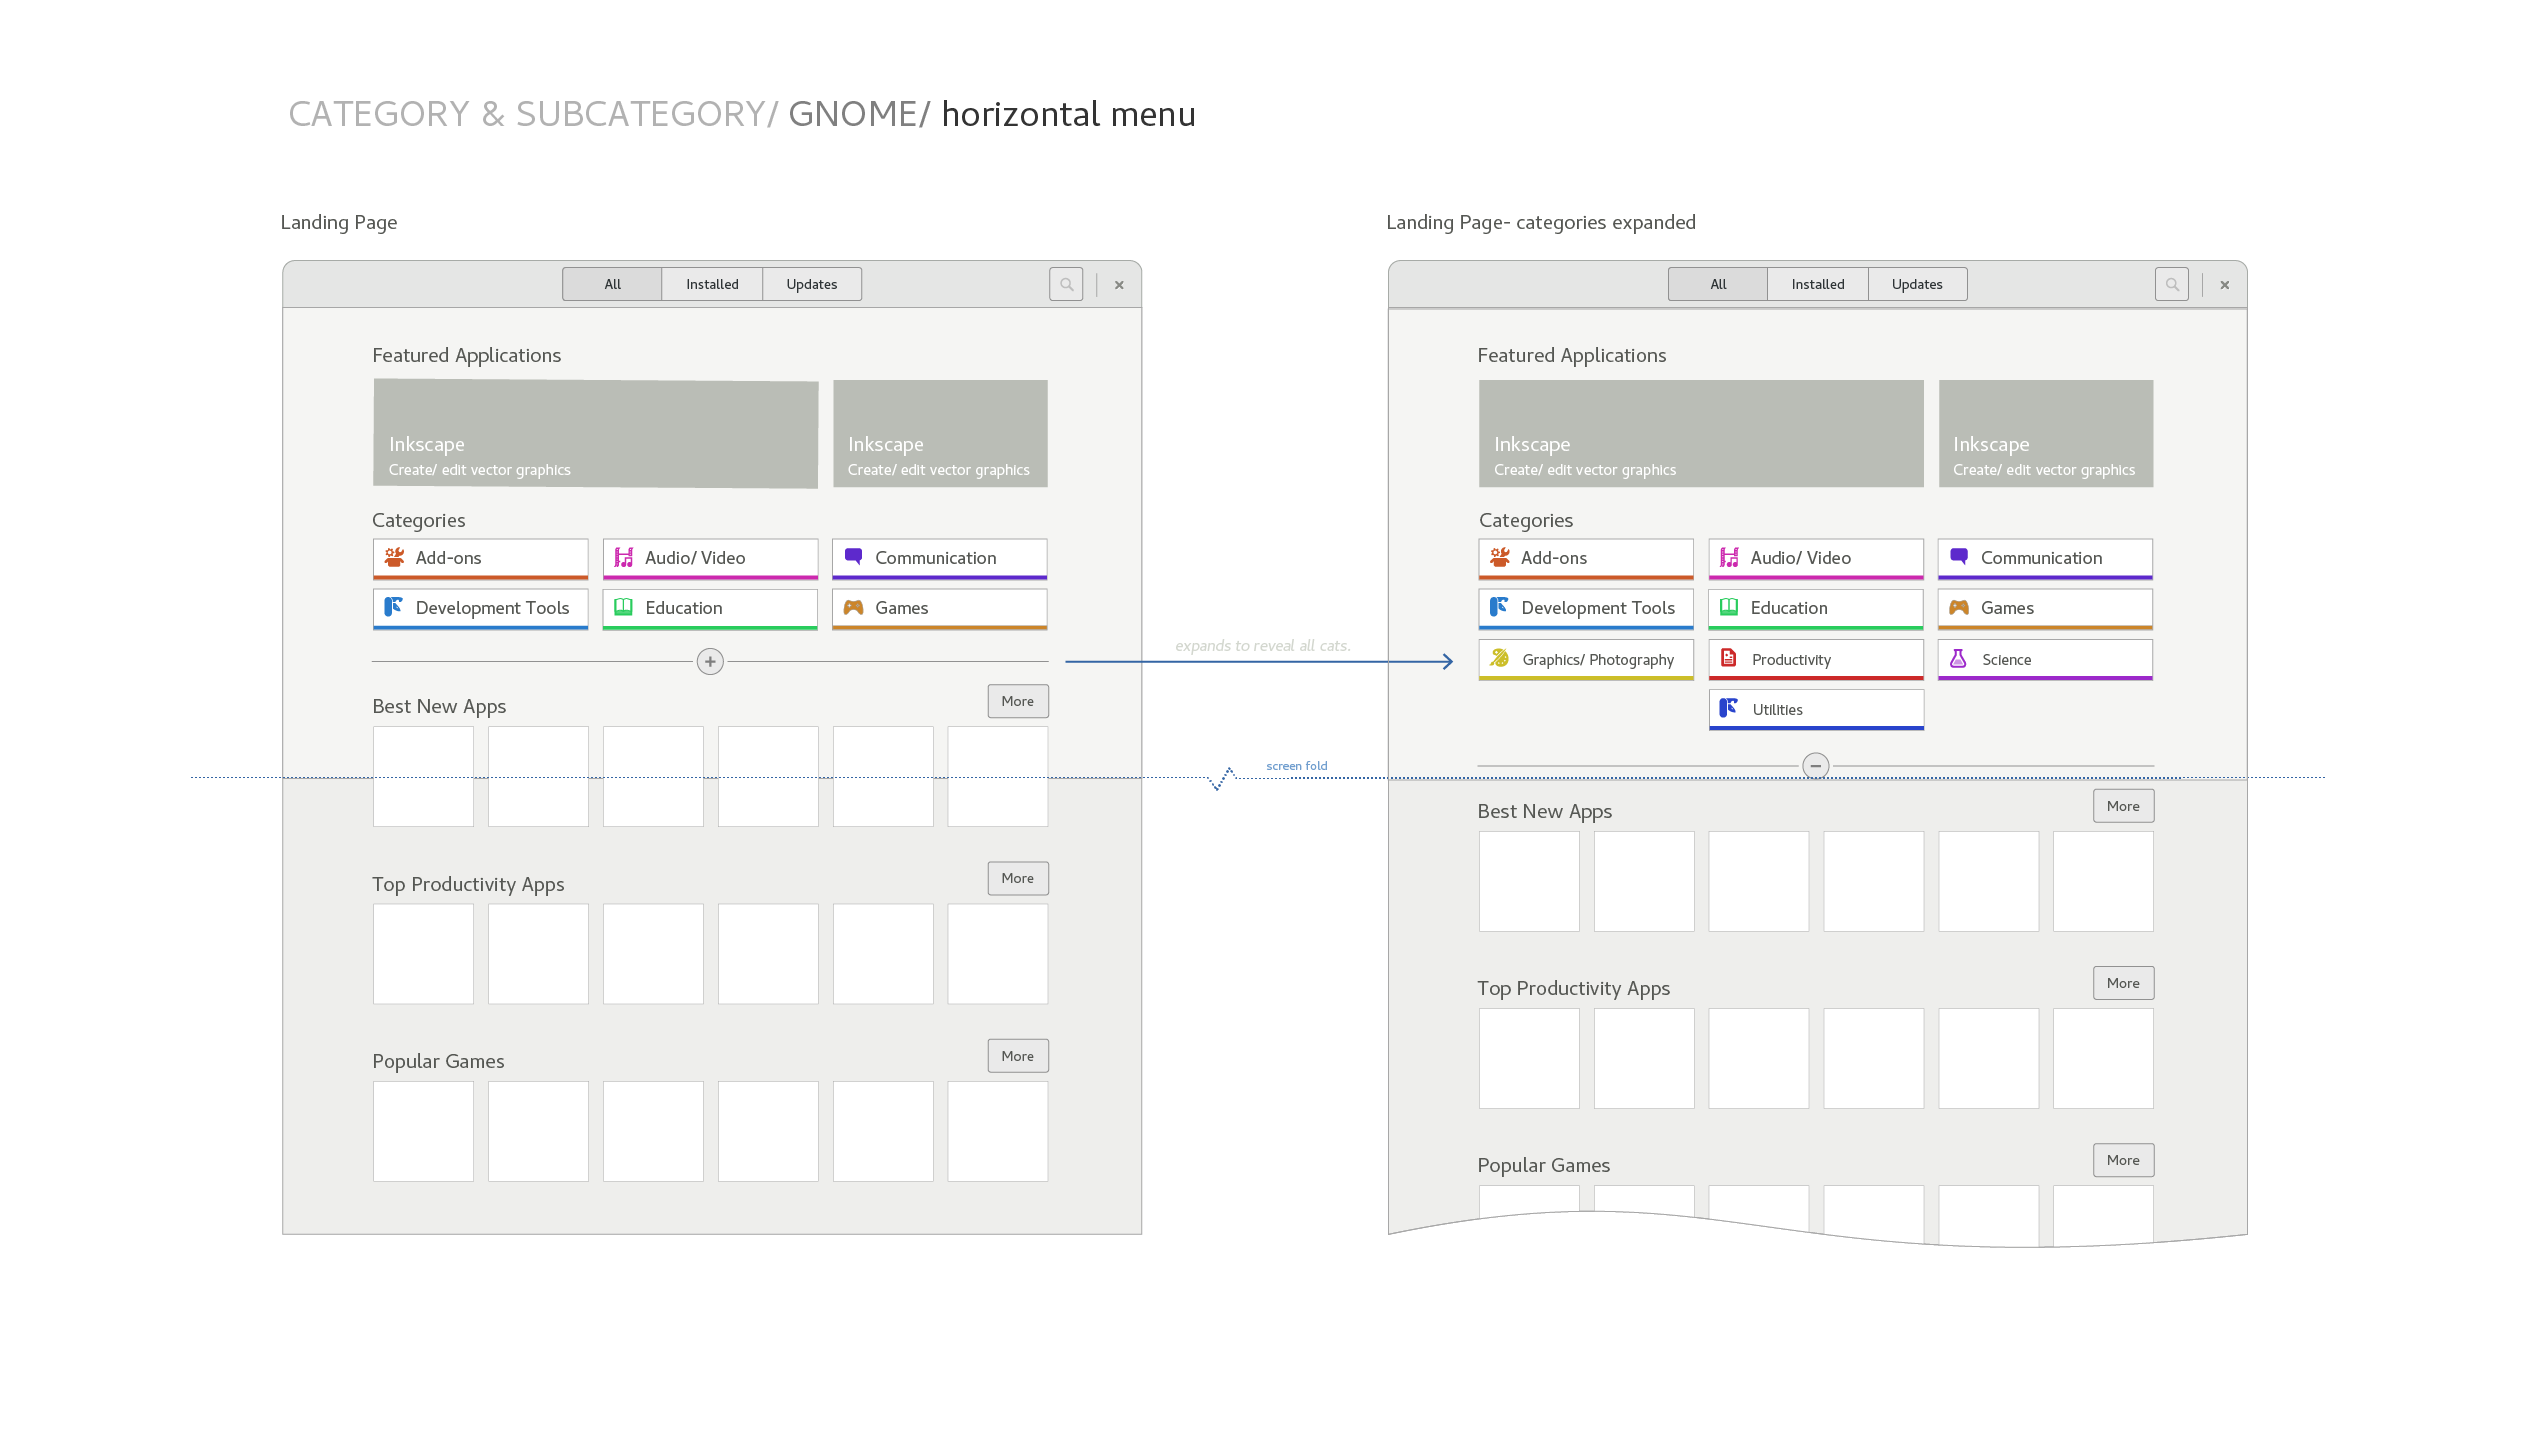 CATEGORY & SUBCATEGORY/ GNOME/ horizontal menu
Landing Page
All Installed Updates
Featured Applications
Inkscape
Create/ edit vector graphics
Inkscape
Create/ edit vector graphics
Categories
Add-ons Audio/ Video Communication
Development Tools Education Games
Best New Apps More
Top Productivity Apps More
Popular Games More
expands to reveal all cats.
screen fold
Landing Page- categories expanded
All Installed Updates
Featured Applications
Inkscape
Create/ edit vector graphics
Inkscape
Create/ edit vector graphics
Categories
Add-ons Audio/ Video Communication
Development Tools Education Games
Graphics/ Photography Productivity Science
Utilities
Best New Apps More
Top Productivity Apps More
Popular Games More